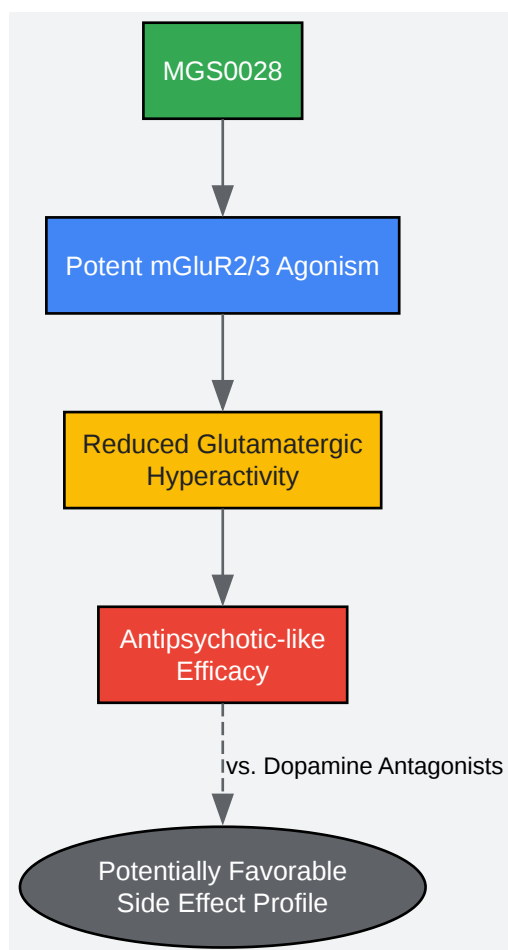 MGS0028
Potent mGluR2/3 Agonism
Reduced Glutamatergic
Hyperactivity
Antipsychotic-like
Efficacy
vs. Dopamine Antagonists
Potentially Favorable
Side Effect Profile